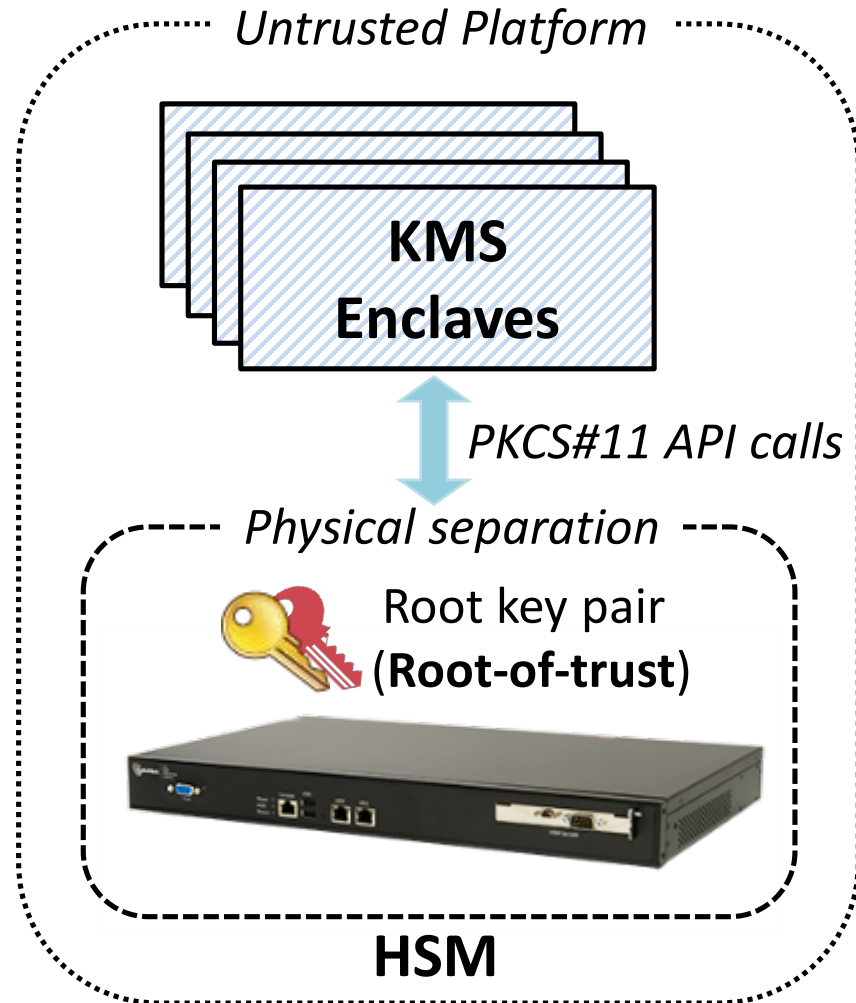 Untrusted Platform
KMS
Enclaves
PKCS#11 API calls
Physical separation
Root key pair
(Root-of-trust)
HSM